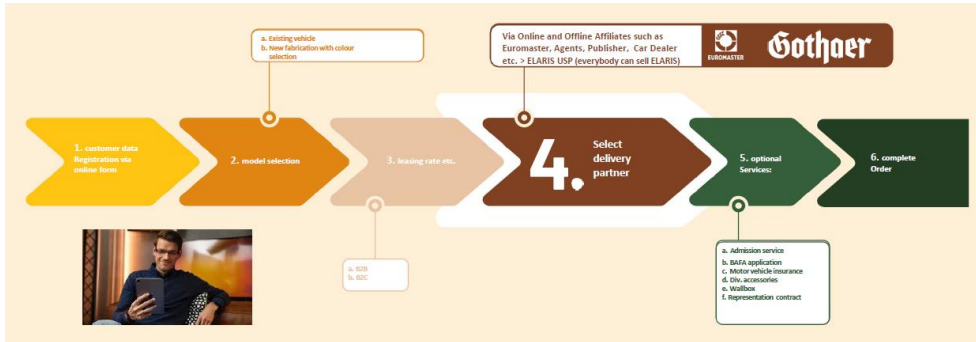 a. Existing vehicle
b. New fabrication with colour
selection
Via Online and Offline Affiliates such as
Euromaster, Agents, Publisher, Car Dealer
etc. > ELARIS USP (everybody can sell ELARIS)
EUROMASTER
Gothaer
1. customer data
Registration via
online form
2. model selection
3. leasing rate etc.
4.
Select
delivery
partner
5. optional
Services:
6. complete
Order
a. B2B
b. B2C
a. Admission service
b. BAFA application
c. Motor vehicle insurance
d. Div. accessories
e. Wallbox
f. Representation contract